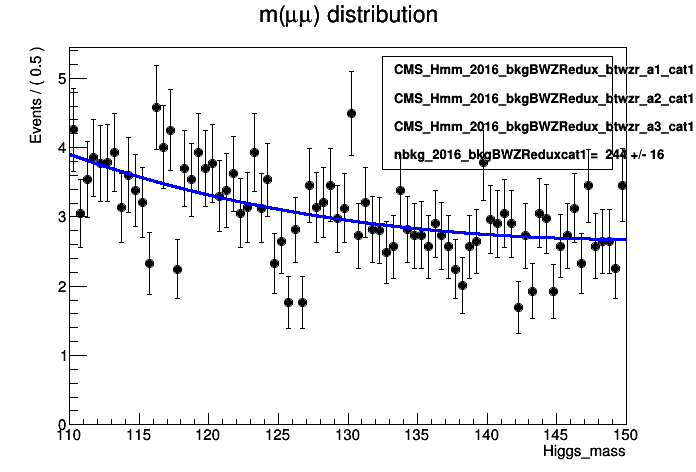 m(μμ) distribution
Events / ( 0.5 )
5
4
3
2
1
0
CMS_Hmm_2016_bkgBWZRedux_btwzr_a1_cat1
CMS_Hmm_2016_bkgBWZRedux_btwzr_a2_cat1
CMS_Hmm_2016_bkgBWZRedux_btwzr_a3_cat1
nbkg_2016_bkgBWZReduxcat1 = 244 +/- 16
110 115 120 125 130 135 140 145 150
Higgs_mass